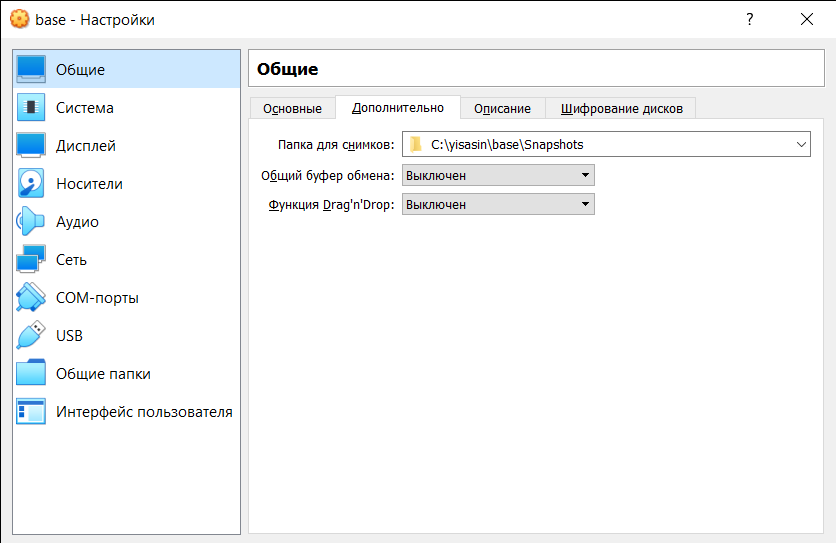 base - Настройки ?
Общие
Система
Дисплей
Носители
Аудио
Сеть
COM-порты
USB
Общие папки
Интерфейс пользователя
Общие
Основные Дополнительно Описание Шифрование дисков
Папка для снимков: C:\yisasin\base\Snapshots
Общий буфер обмена: Выключен
Функция Drag'n'Drop: Выключен